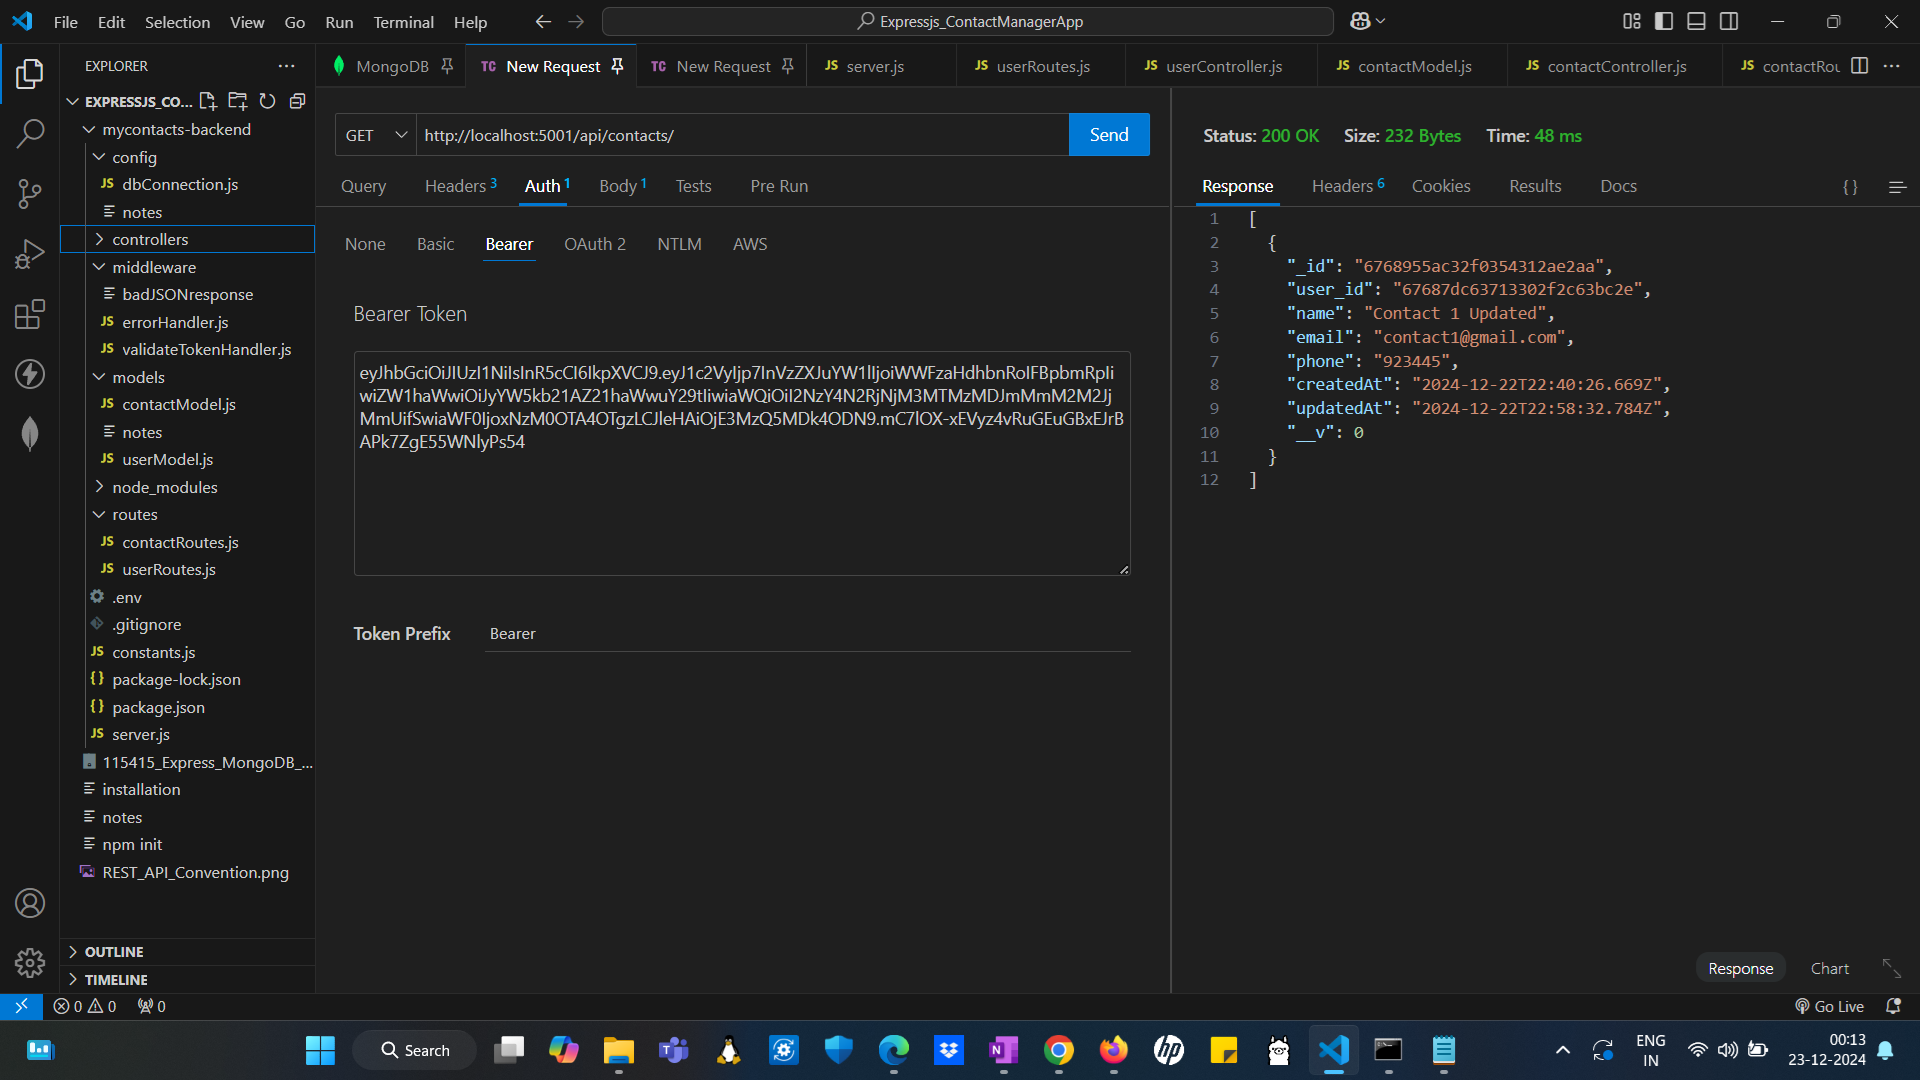 File Edit Selection View Go Run Terminal Help
Expressjs_ContactManagerApp
EXPLORER
EXPRESSJS_CO...
mycontacts-backend
config
JS dbConnection.js
notes
controllers
middleware
badJSONresponse
JS errorHandler.js
JS validateTokenHandler.js
models
JS contactModel.js
notes
JS userModel.js
node_modules
routes
JS contactRoutes.js
JS userRoutes.js
.env
.gitignore
JS constants.js
{} package-lock.json
{} package.json
JS server.js
115415_Express_MongoDB_...
installation
notes
npm init
REST_API_Convention.png
OUTLINE
TIMELINE
MongoDB
TC New Request
TC New Request
JS server.js
JS userRoutes.js
JS userController.js
JS contactModel.js
JS contactController.js
JS contactRou
GET http://localhost:5001/api/contacts/ Send
Query Headers 3 Auth 1 Body 1 Tests Pre Run
None Basic Bearer OAuth 2 NTLM AWS
Bearer Token
Token Prefix Bearer
Status: 200 OK Size: 232 Bytes Time: 48 ms
Response Headers 6 Cookies Results Docs {}
1 [
2 {
3 "_id": "6768955ac32f0354312ae2aa",
4 "user_id": "67687dc63713302f2c63bc2e",
5 "name": "Contact 1 Updated",
6 "email": "contact1@gmail.com",
7 "phone": "923445",
8 "createdAt": "2024-12-22T22:40:26.669Z",
9 "updatedAt": "2024-12-22T22:58:32.784Z",
10 "__v": 0
11 }
12 ]
Response Chart
0 0 0
Go Live
Search
ENG
IN
00:13
23-12-2024